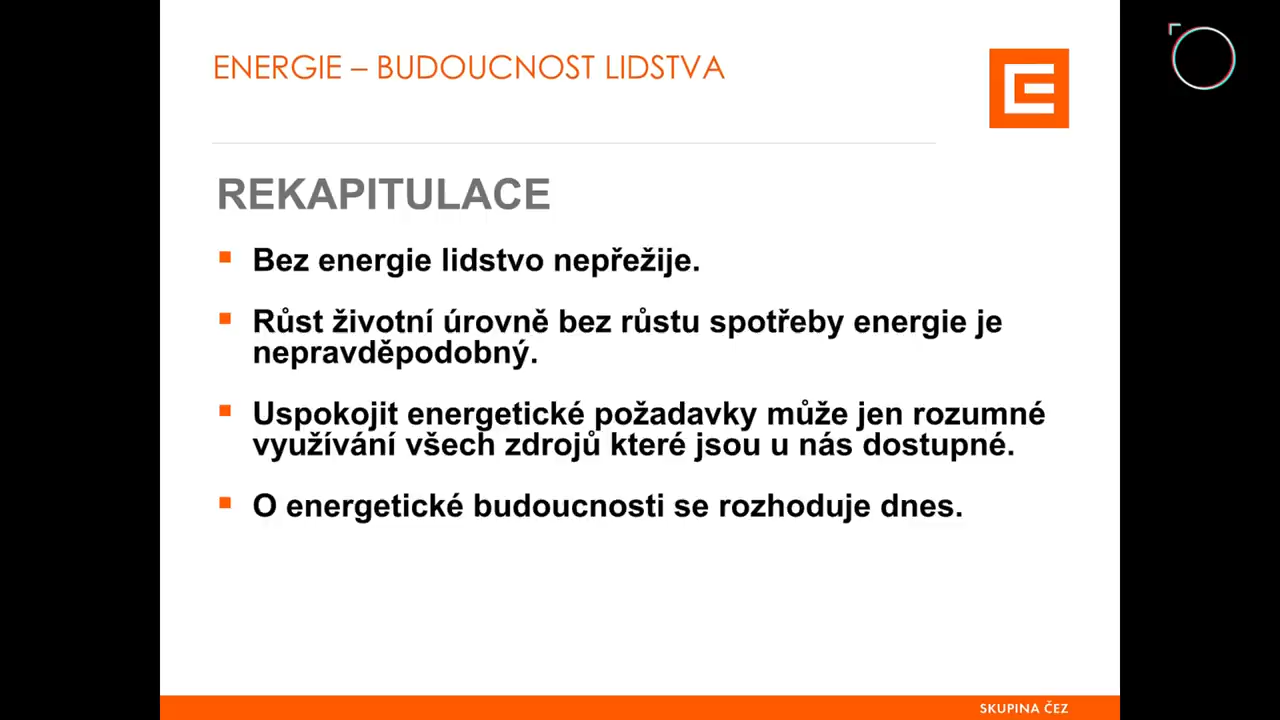 ENERGIE – BUDOUCNOST LIDSTVA
REKAPITULACE
Bez energie lidstvo nepřežije.
Růst životní úrovně bez růstu spotřeby energie je
nepravděpodobný.
Uspokojit energetické požadavky může jen rozumné
využívání všech zdrojů které jsou u nás dostupné.
O energetické budoucnosti se rozhoduje dnes.
SKUPINA ČEZ